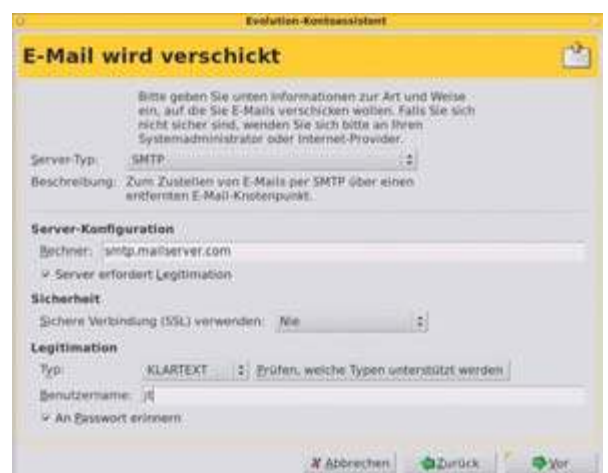 Evolution-Kontoassistent
E-Mail wird verschickt
Bitte geben Sie unten Informationen zur Art und Weise
ein, auf die Sie E-Mails verschicken wollen. Falls Sie sich
nicht sicher sind, wenden Sie sich bitte an Ihren
Systemadministrator oder Internet-Provider.
Server-Typ: SMTP
Beschreibung: Zum Zustellen von E-Mails per SMTP über einen
entfernten E-Mail-Knotenpunkt.
Server-Konfiguration
Rechner: smtp.mailserver.com
Server erfordert Legitimation
Sicherheit
Sichere Verbindung (SSL) verwenden: Nie
Legitimation
Typ: KLARTEXT Prüfen, welche Typen unterstützt werden
Benutzername: jt
An Passwort erinnern
Abbrechen Zurück Vor